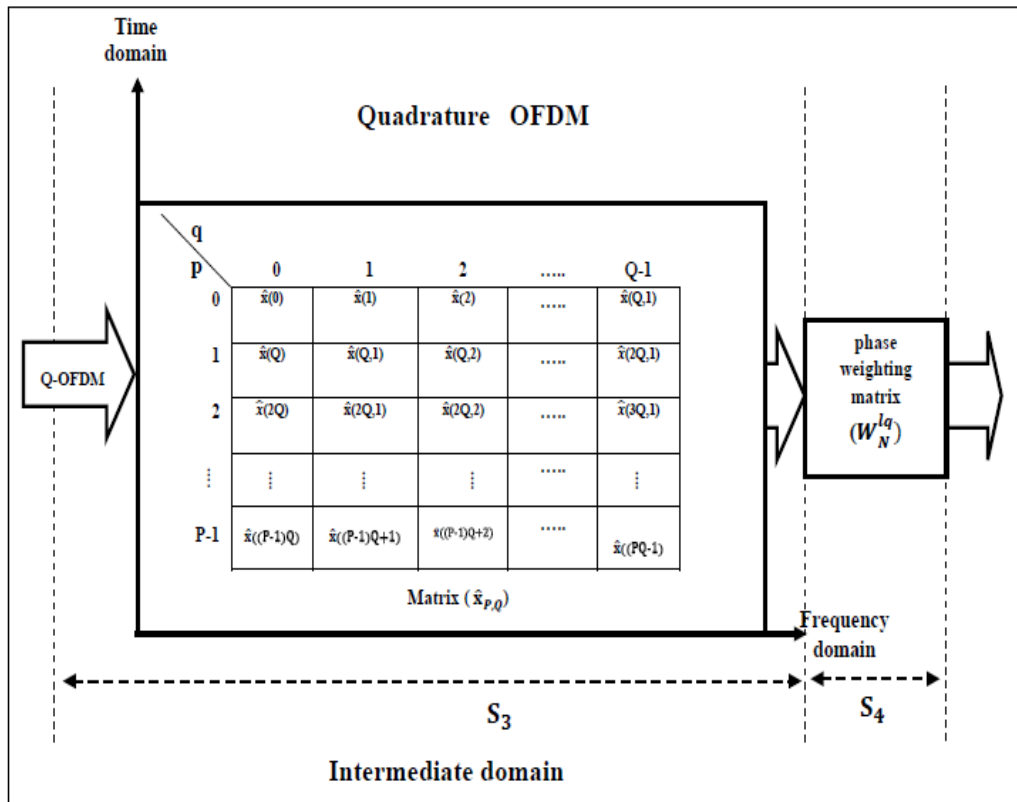 Time
domain
Quadrature OFDM
q
p 0 1 2 ..... Q-1
0 x̂(0) x̂(1) x̂(2) ..... x̂(Q,1)
1 x̂(Q) x̂(Q,1) x̂(Q,2) ..... x̂(2Q,1)
2 x̂(2Q) x̂(2Q,1) x̂(2Q,2) ..... x̂(3Q,1)
⋮ ⋮ ⋮ ⋮ ..... ⋮
P-1 x̂((P-1)Q) x̂((P-1)Q+1) x̂((P-1)Q+2) ..... x̂((PQ-1)
Matrix (x̂_{P,Q})
Q-OFDM
phase
weighting
matrix
(W_N^{lq})
Frequency
domain
S₃
S₄
Intermediate domain